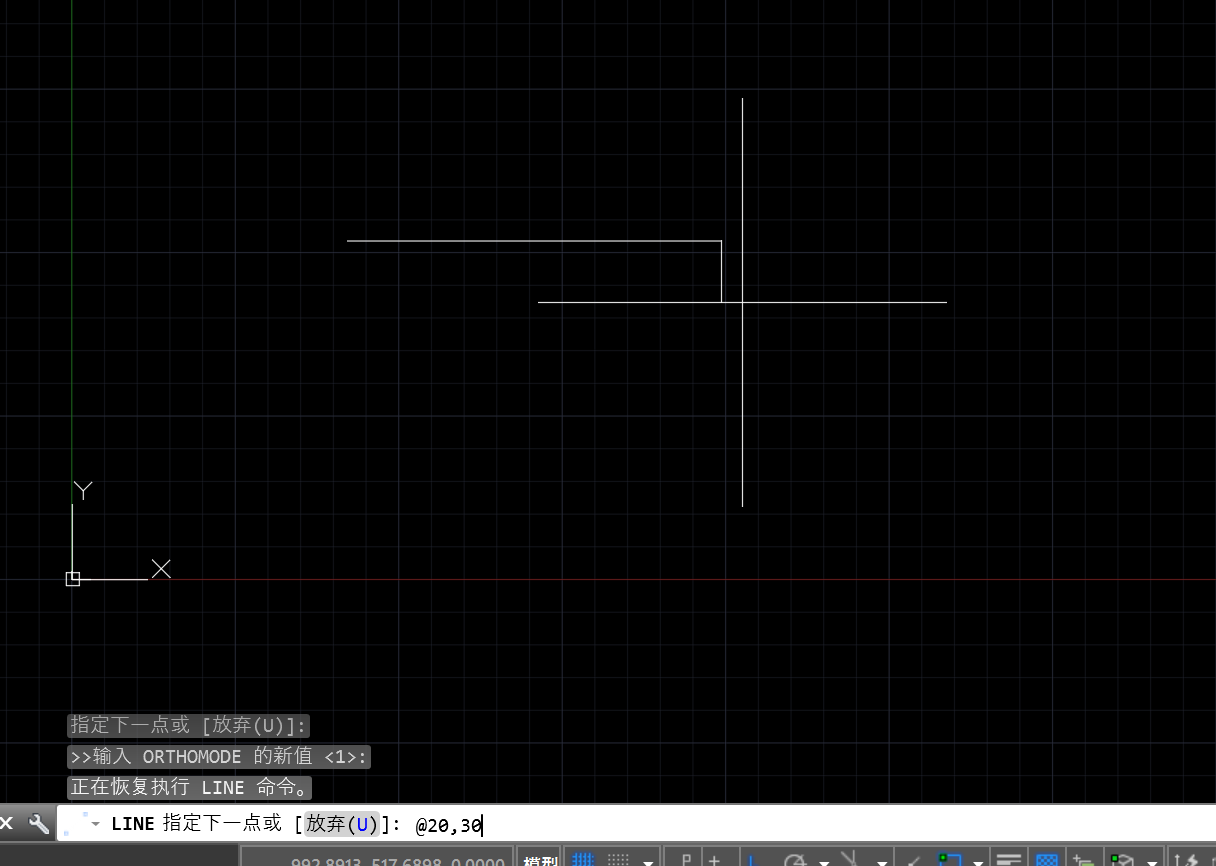 Y
X
指定下一点或 [放弃(U)]:
>>输入 ORTHOMODE 的新值 <1>:
正在恢复执行 LINE 命令。
LINE 指定下一点或 [放弃(U)]: @20,30
992.8913, 517.6898, 0.0000 模型